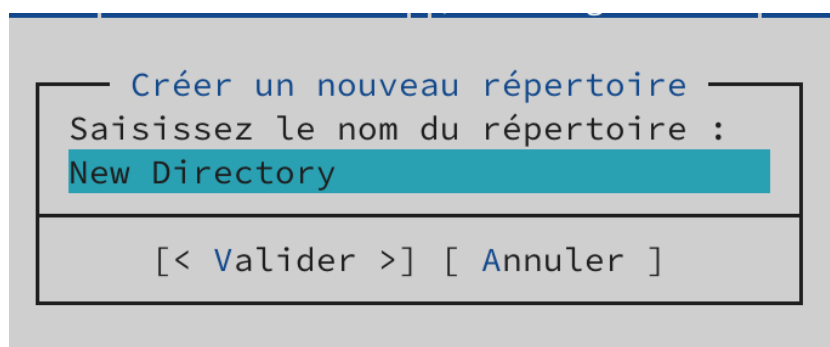 Créer un nouveau répertoire
Saisissez le nom du répertoire :
New Directory
[< Valider >] [ Annuler ]